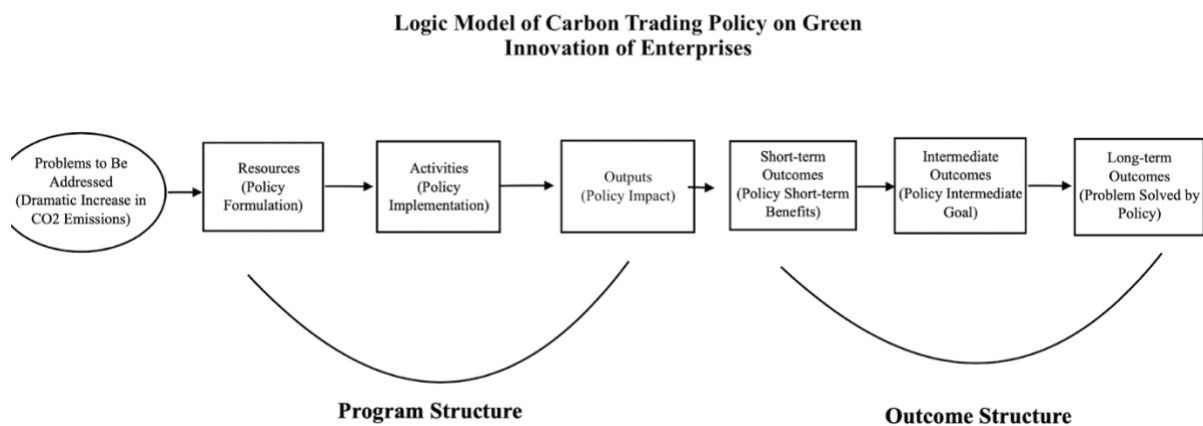 Logic Model of Carbon Trading Policy on Green
Innovation of Enterprises
Problems to Be
Addressed
(Dramatic Increase in
CO2 Emissions)
Resources
(Policy
Formulation)
Activities
(Policy
Implementation)
Outputs
(Policy Impact)
Short-term
Outcomes
(Policy Short-term
Benefits)
Intermediate
Outcomes
(Policy Intermediate
Goal)
Long-term
Outcomes
(Problem Solved by
Policy)
Program Structure
Outcome Structure